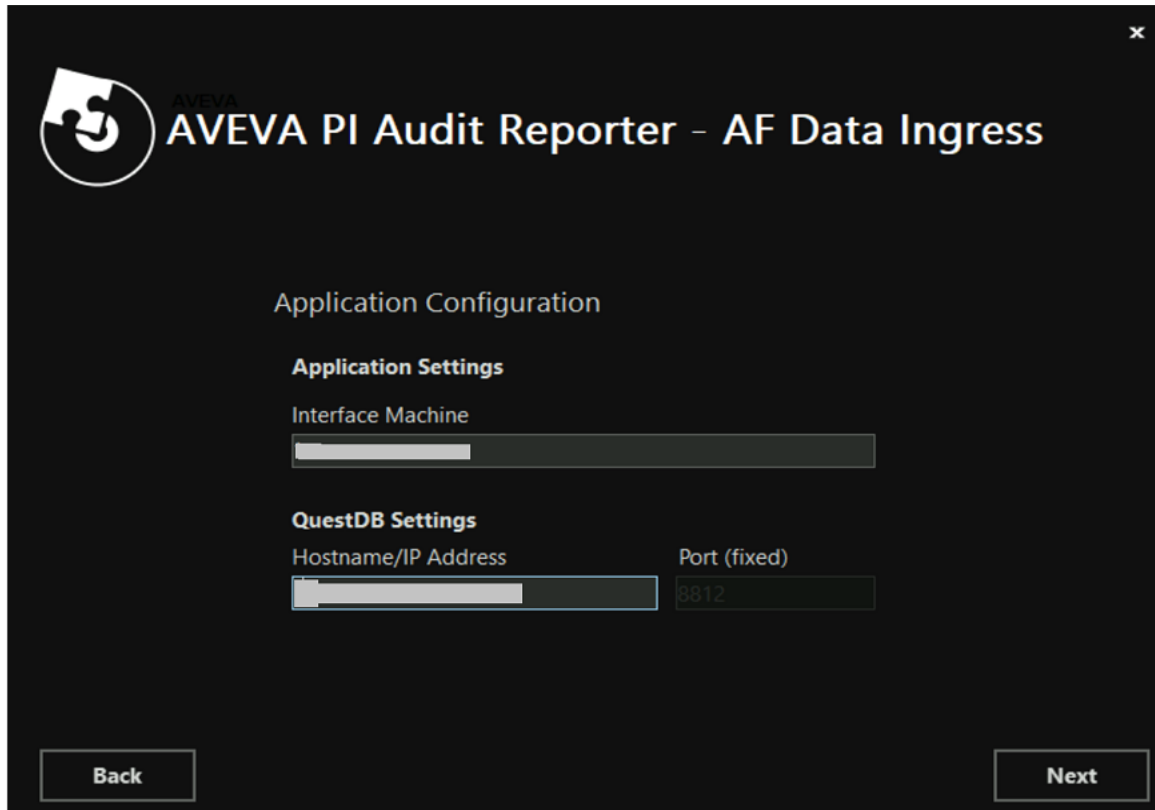 ×
AVEVA
AVEVA PI Audit Reporter - AF Data Ingress
Application Configuration
Application Settings
Interface Machine
QuestDB Settings
Hostname/IP Address Port (fixed)
8812
Back Next